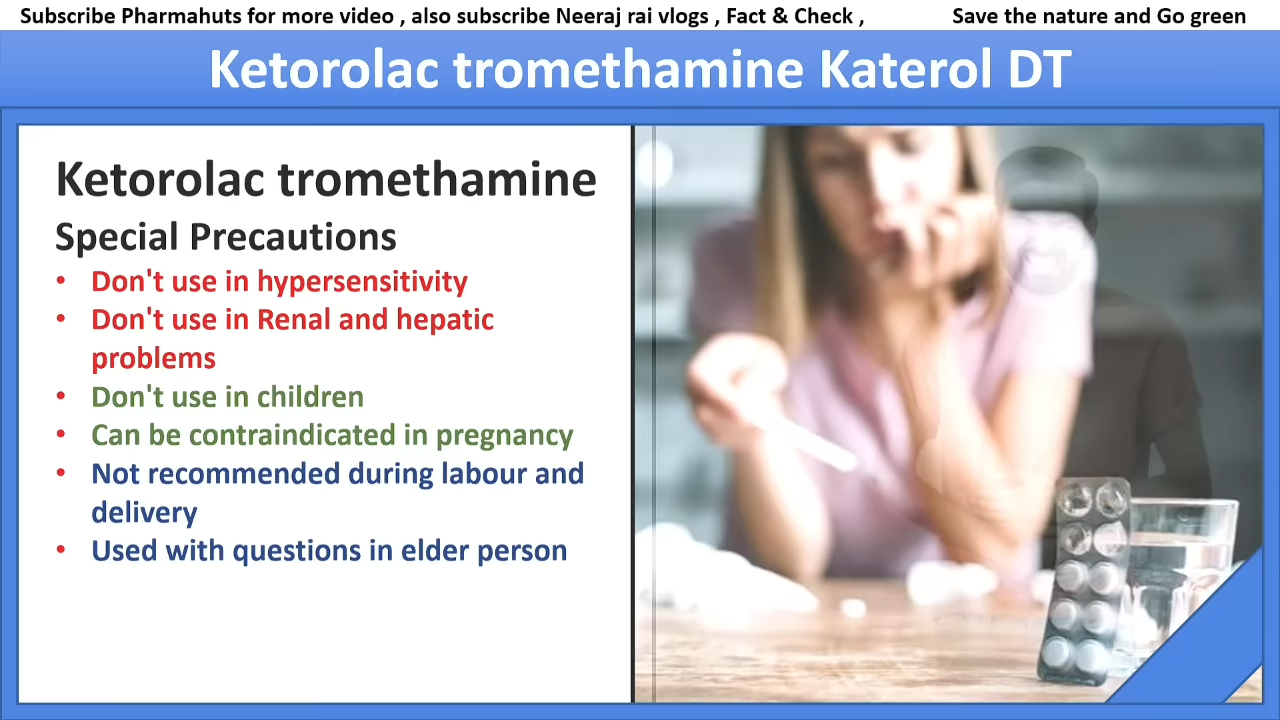 Subscribe Pharmahuts for more video , also subscribe Neeraj rai vlogs , Fact & Check , Save the nature and Go green
Ketorolac tromethamine Katerol DT
Ketorolac tromethamine
Special Precautions
• Don't use in hypersensitivity
• Don't use in Renal and hepatic
problems
• Don't use in children
• Can be contraindicated in pregnancy
• Not recommended during labour and
delivery
• Used with questions in elder person